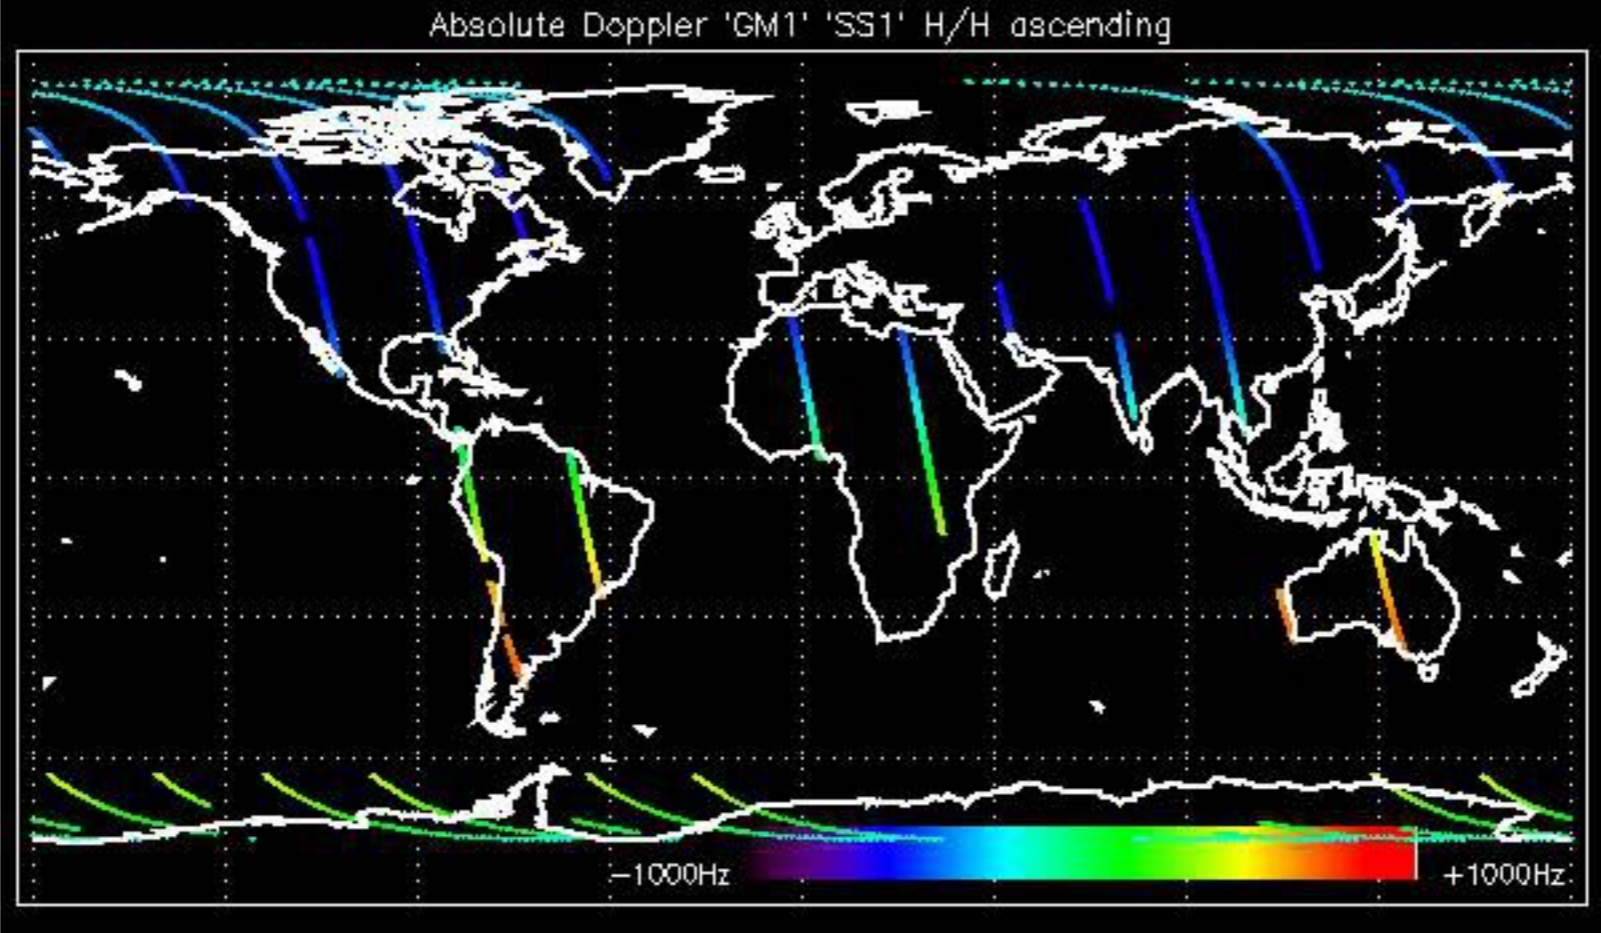 Absolute Doppler 'GM1' 'SS1' H/H ascending
−1000Hz +1000Hz